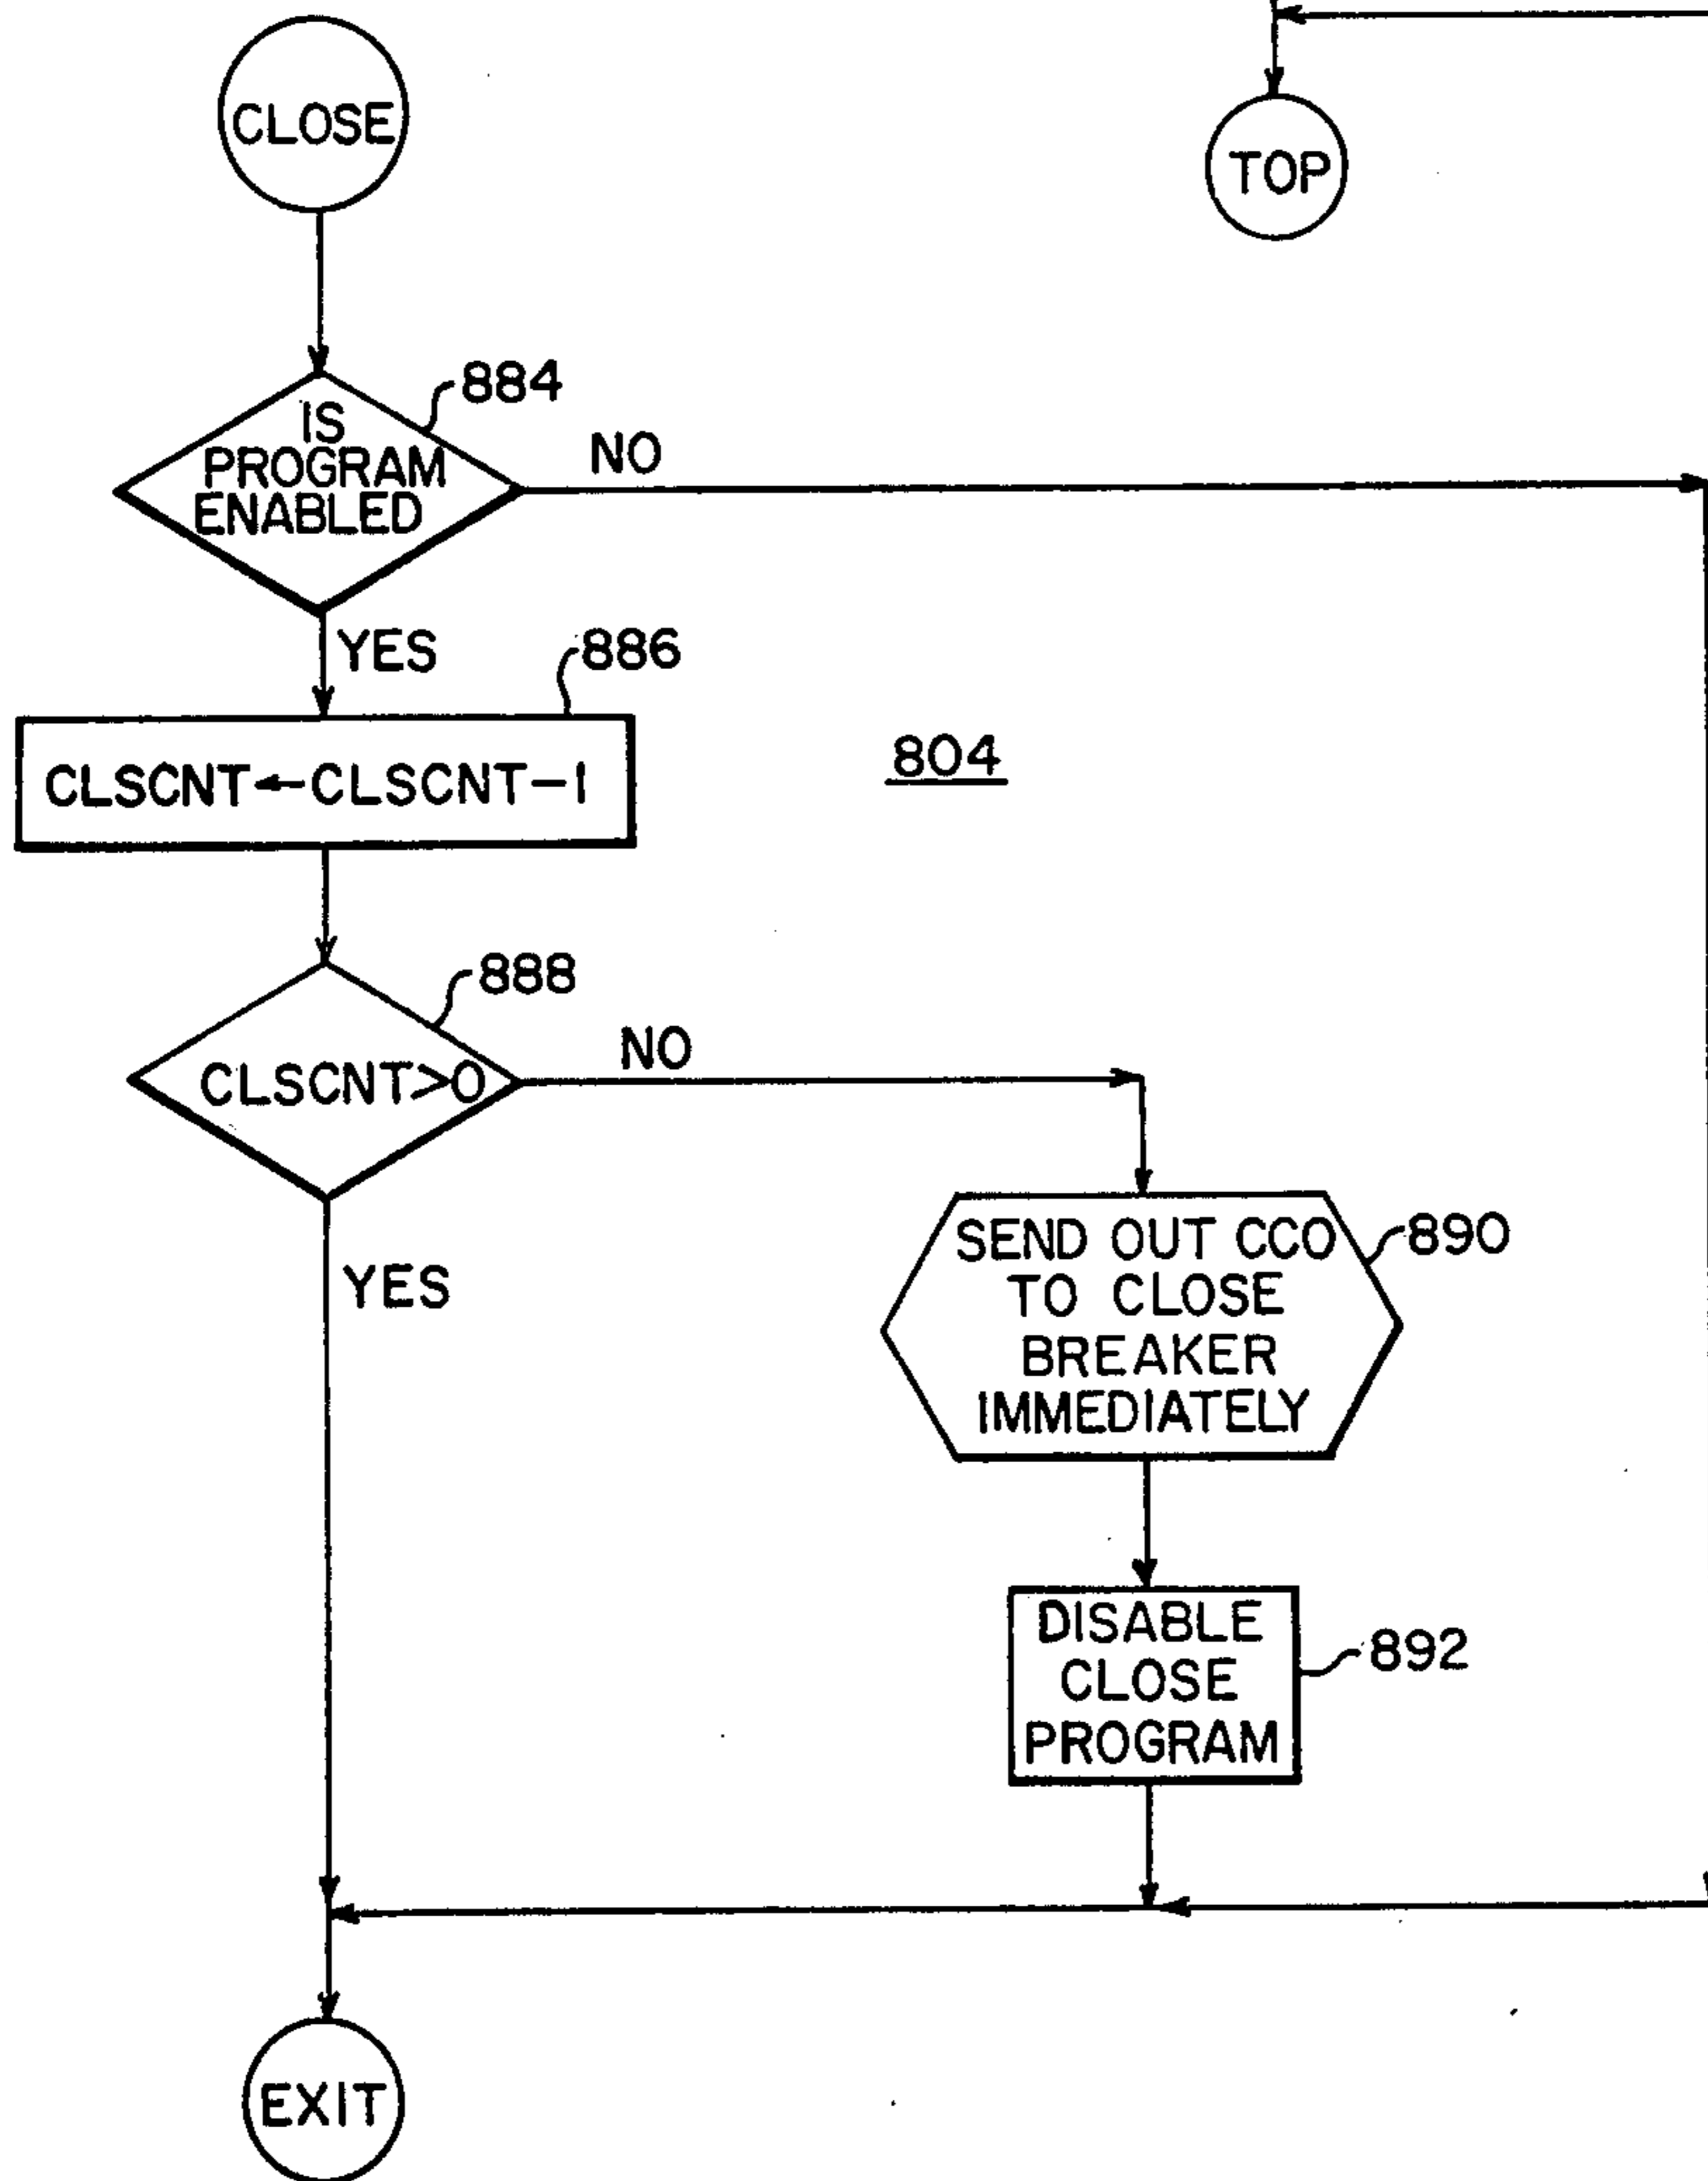 CLOSE
TOP
884
IS
PROGRAM
ENABLED
NO
YES
886
CLSCNT←CLSCNT-1
804
888
CLSCNT>0
NO
YES
SEND OUT CCO
TO CLOSE
BREAKER
IMMEDIATELY
890
DISABLE
CLOSE
PROGRAM
892
EXIT